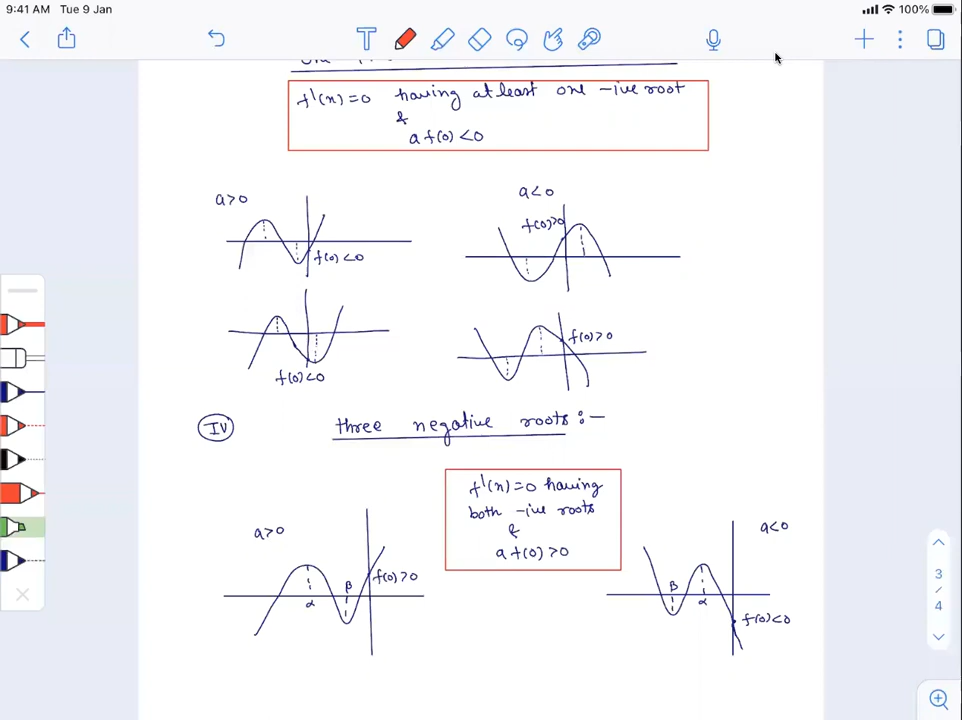 9:41 AM Tue 9 Jan
100%
T
f'(x)=0 having at least one -ive root
&
a f(0) <0
a>0
a<0
f(0)>0
f(0)<0
f(0)>0
f(0)<0
IV
three negative roots :-
f'(x)=0 having
both -ive roots
&
a f(0) >0
a>0
a<0
β
f(0)>0
α
β
α
f(0)<0
3
/
4